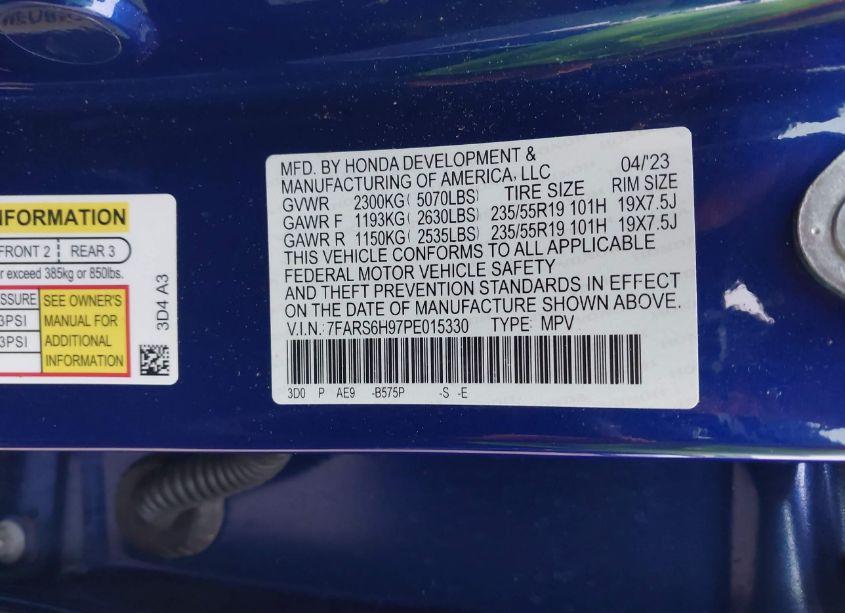 INFORMATION
FRONT 2 REAR 3
exceed 385kg or 850lbs.
SEE OWNER'S
MANUAL FOR
ADDITIONAL
INFORMATION
3PSI
3PSI
3D4 A3
MFD. BY HONDA DEVELOPMENT & 04/'23
MANUFACTURING OF AMERICA, LLC
TIRE SIZE RIM SIZE
GVWR 2300KG( 5070LBS)
GAWR F 1193KG( 2630LBS) 235/55R19 101H 19X7.5J
GAWR R 1150KG( 2535LBS) 235/55R19 101H 19X7.5J
THIS VEHICLE CONFORMS TO ALL APPLICABLE
FEDERAL MOTOR VEHICLE SAFETY
AND THEFT PREVENTION STANDARDS IN EFFECT
ON THE DATE OF MANUFACTURE SHOWN ABOVE.
V.I.N.: 7FARS6H97PE015330 TYPE: MPV
3D0 P AE9 -B575P -S -E